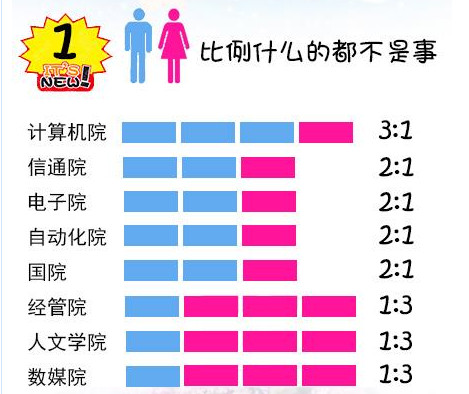 1
IT'S
NEW!
比例什么的都不是事
计算机院 3:1
信通院 2:1
电子院 2:1
自动化院 2:1
国院 2:1
经管院 1:3
人文学院 1:3
数媒院 1:3